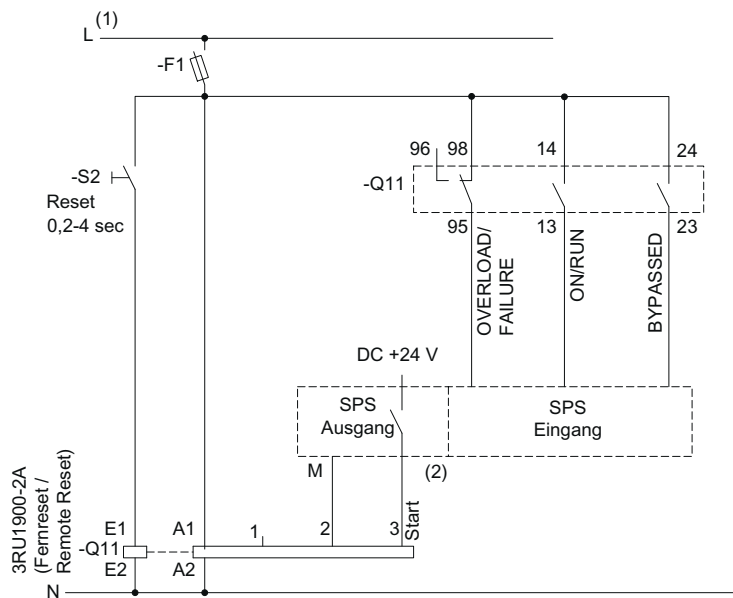 (1)
L
-F1
96 98 14 24
-S2
-Q11
Reset
0,2-4 sec
95 13 23
OVERLOAD/
FAILURE
ON/RUN
BYPASSED
DC +24 V
SPS
Ausgang
SPS
Eingang
M
(2)
3RU1900-2A
(Fernreset /
Remote Reset)
E1 A1 1 2 3
Start
-Q11
E2 A2
N